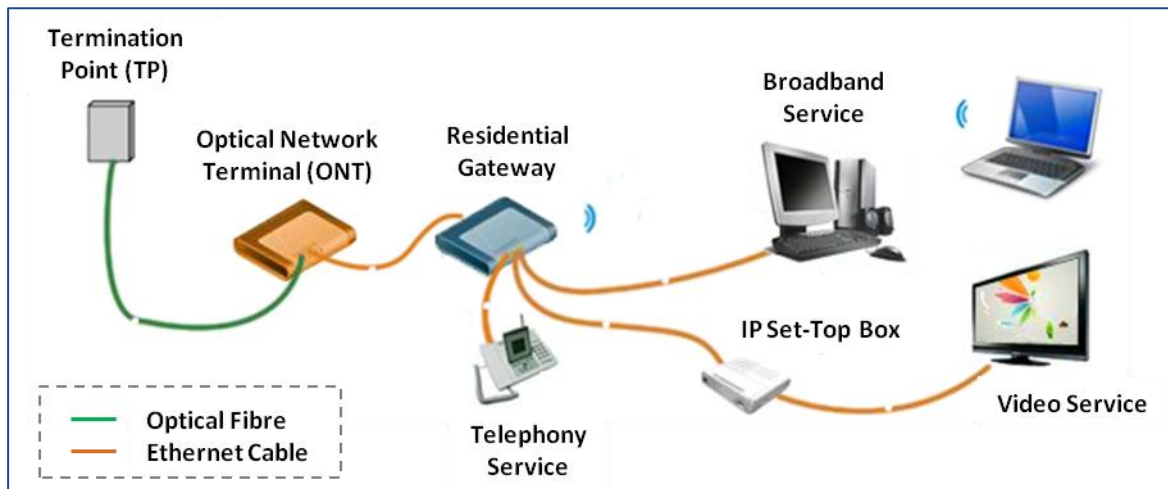 Termination
Point (TP)
Optical Network
Terminal (ONT)
Residential
Gateway
Broadband
Service
IP Set-Top Box
Video Service
Telephony
Service
Optical Fibre
Ethernet Cable